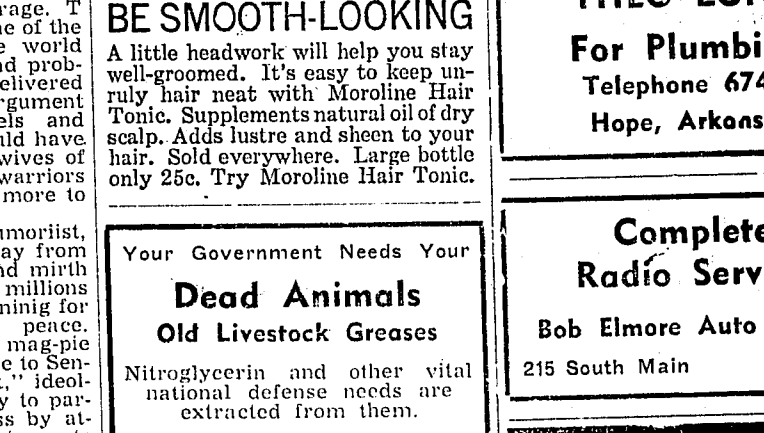 rage. T
ne of the
e world
nd prob-
elivered
rgument
els and
uld have
wives of
warriors
more to
umoriist,
ay from
nd mirth
millions
ninig for
peace.
mag-pie
e to Sen-
," ideol-
y to par-
ss by at-
BE SMOOTH-LOOKING
A little headwork will help you stay
well-groomed. It's easy to keep un-
ruly hair neat with Moroline Hair
Tonic. Supplements natural oil of dry
scalp. Adds lustre and sheen to your
hair. Sold everywhere. Large bottle
only 25c. Try Moroline Hair Tonic.
Your Government Needs Your
Dead Animals
Old Livestock Greases
Nitroglycerin and other vital
national defense needs are
extracted from them.
For Plumbi
Telephone 674
Hope, Arkans
Complete
Radio Serv
Bob Elmore Auto
215 South Main